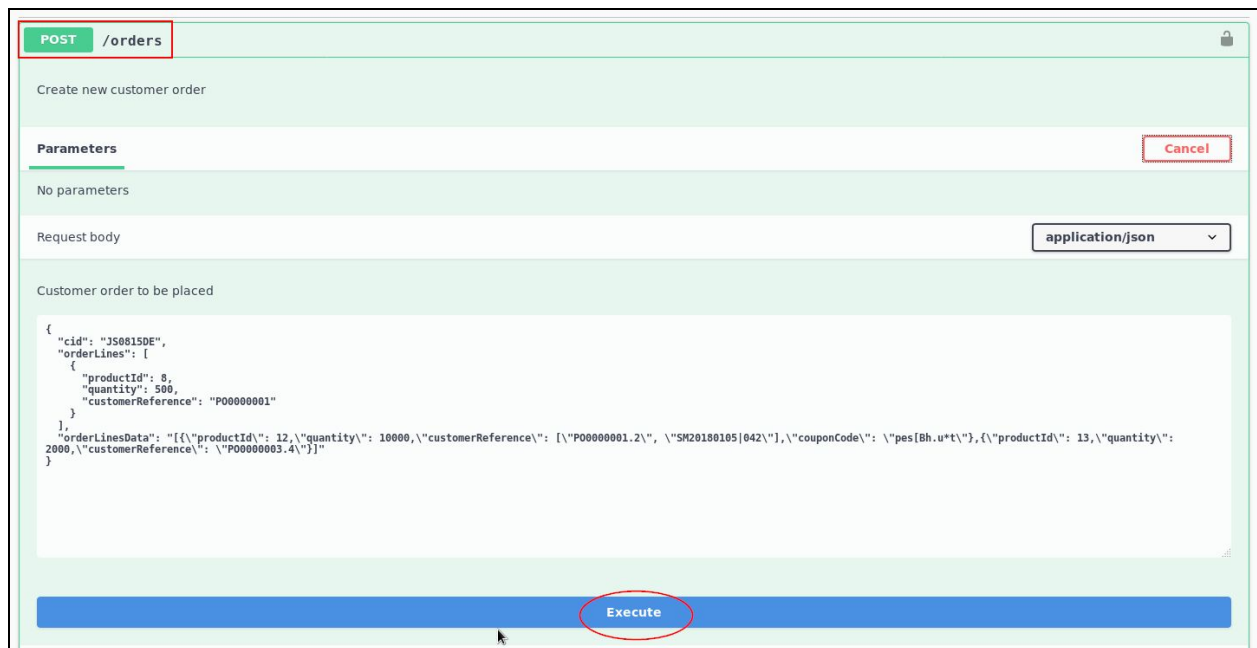 POST /orders
Create new customer order
Parameters
Cancel
No parameters
Request body
application/json
Customer order to be placed
{
  "cid": "JS0815DE",
  "orderLines": [
    {
      "productId": 8,
      "quantity": 500,
      "customerReference": "PO0000001"
    }
  ],
  "orderLinesData": "[{\"productId\": 12,\"quantity\": 10000,\"customerReference\": [\"PO0000001.2\", \"SM20180105|042\"],\"couponCode\": \"pes[Bh.u*t\"},{\"productId\": 13,\"quantity\":
2000,\"customerReference\": \"PO0000003.4\"}]"
}
Execute